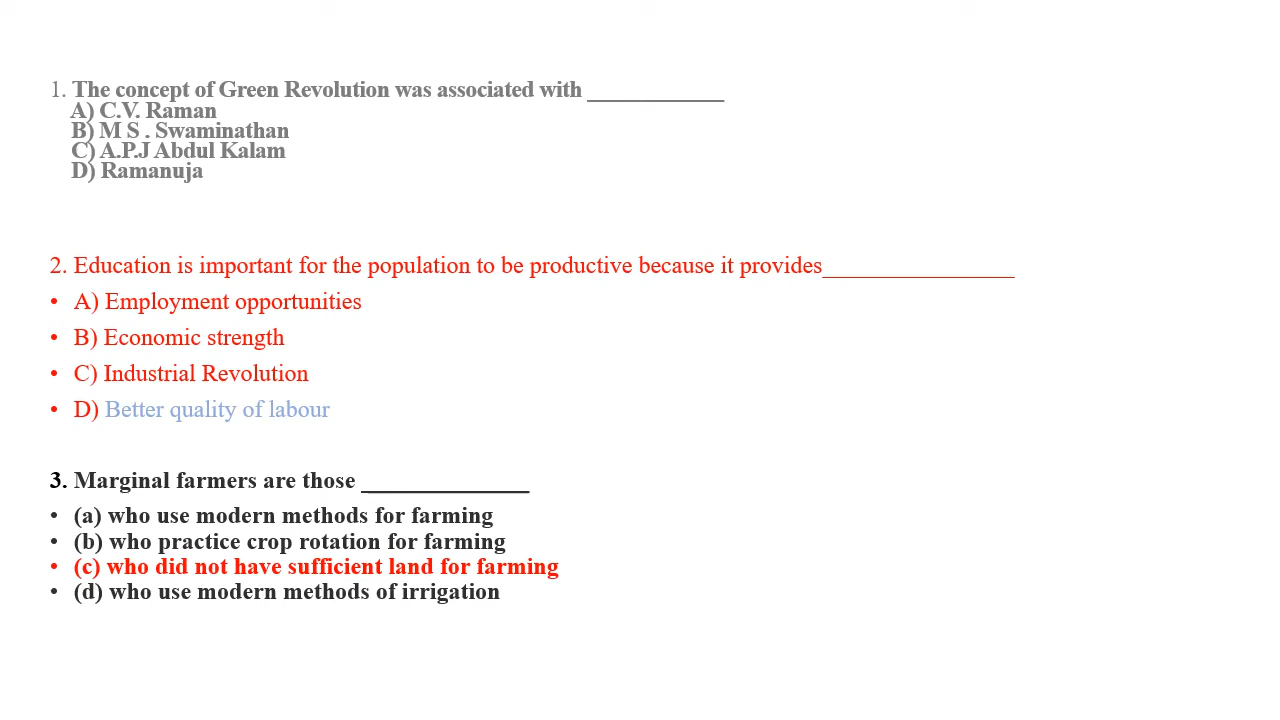 1. The concept of Green Revolution was associated with ____________
A) C.V. Raman
B) M S . Swaminathan
C) A.P.J Abdul Kalam
D) Ramanuja
2. Education is important for the population to be productive because it provides________________
• A) Employment opportunities
• B) Economic strength
• C) Industrial Revolution
• D) Better quality of labour
3. Marginal farmers are those ______________
• (a) who use modern methods for farming
• (b) who practice crop rotation for farming
• (c) who did not have sufficient land for farming
• (d) who use modern methods of irrigation